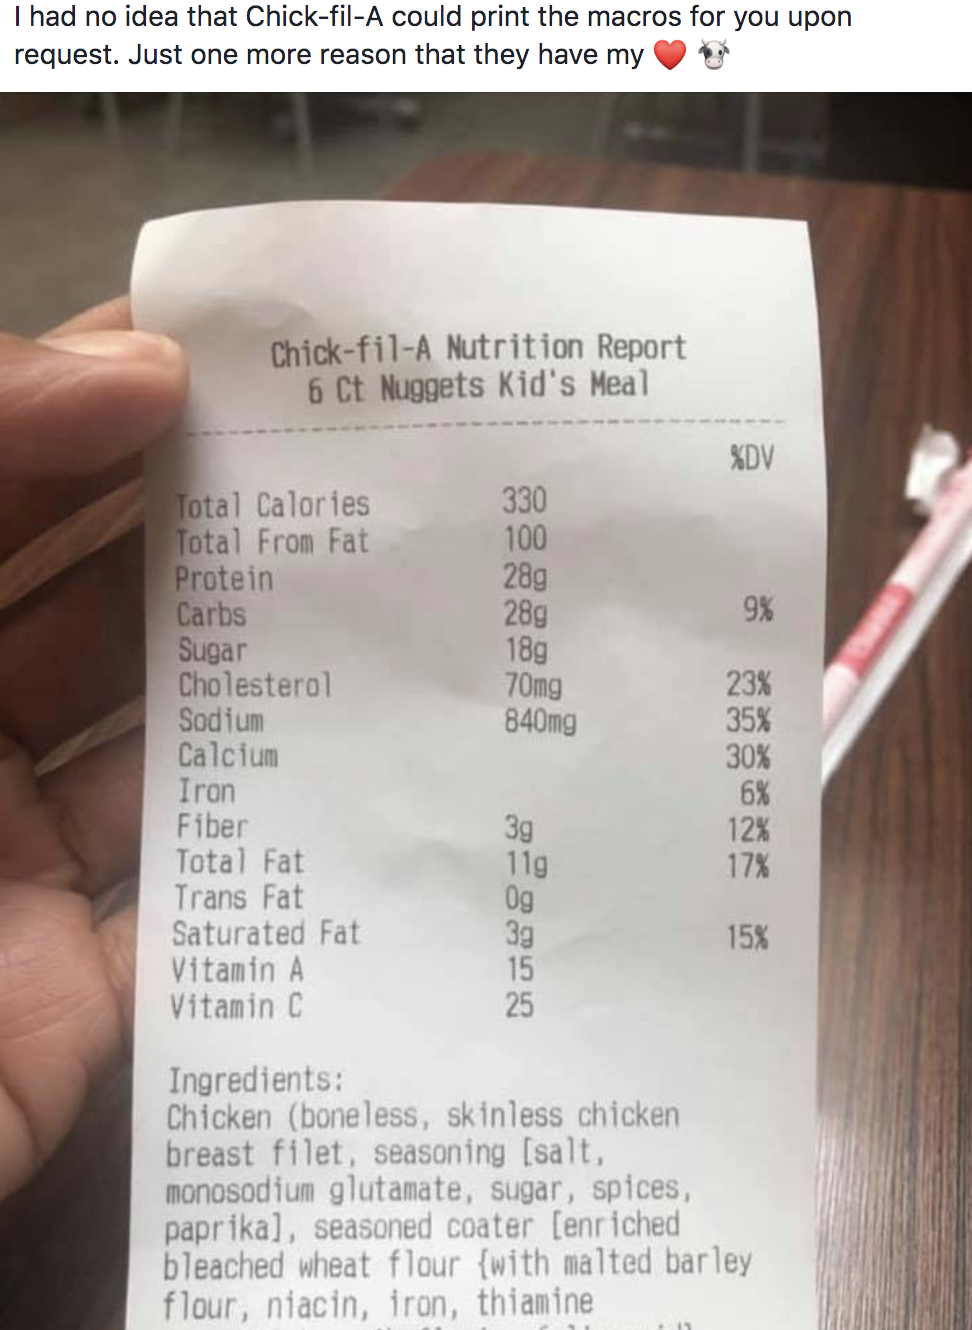 I had no idea that Chick-fil-A could print the macros for you upon
request. Just one more reason that they have my ❤️ 🐮
Chick-fil-A Nutrition Report
6 Ct Nuggets Kid's Meal
%DV
Total Calories 330
Total From Fat 100
Protein 28g
Carbs 28g 9%
Sugar 18g
Cholesterol 70mg 23%
Sodium 840mg 35%
Calcium 30%
Iron 6%
Fiber 3g 12%
Total Fat 11g 17%
Trans Fat 0g
Saturated Fat 3g 15%
Vitamin A 15
Vitamin C 25
Ingredients:
Chicken (boneless, skinless chicken
breast filet, seasoning [salt,
monosodium glutamate, sugar, spices,
paprika], seasoned coater [enriched
bleached wheat flour {with malted barley
flour, niacin, iron, thiamine